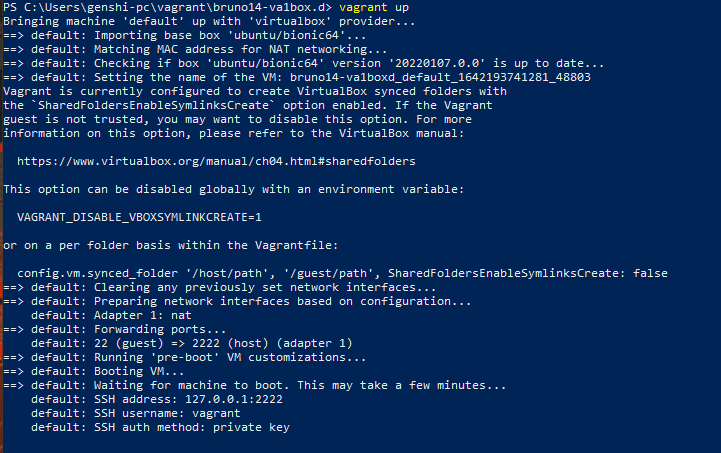 PS C:\Users\genshi-pc\vagrant\bruno14-va1box.d> vagrant up
Bringing machine 'default' up with 'virtualbox' provider...
==> default: Importing base box 'ubuntu/bionic64'...
==> default: Matching MAC address for NAT networking...
==> default: Checking if box 'ubuntu/bionic64' version '20220107.0.0' is up to date...
==> default: Setting the name of the VM: bruno14-va1boxd_default_1642193741281_48803
Vagrant is currently configured to create VirtualBox synced folders with
the `SharedFoldersEnableSymlinksCreate` option enabled. If the Vagrant
guest is not trusted, you may want to disable this option. For more
information on this option, please refer to the VirtualBox manual:
https://www.virtualbox.org/manual/ch04.html#sharedfolders
This option can be disabled globally with an environment variable:
VAGRANT_DISABLE_VBOXSYMLINKCREATE=1
or on a per folder basis within the Vagrantfile:
config.vm.synced_folder '/host/path', '/guest/path', SharedFoldersEnableSymlinksCreate: false
==> default: Clearing any previously set network interfaces...
==> default: Preparing network interfaces based on configuration...
default: Adapter 1: nat
==> default: Forwarding ports...
default: 22 (guest) => 2222 (host) (adapter 1)
==> default: Running 'pre-boot' VM customizations...
==> default: Booting VM...
==> default: Waiting for machine to boot. This may take a few minutes...
default: SSH address: 127.0.0.1:2222
default: SSH username: vagrant
default: SSH auth method: private key